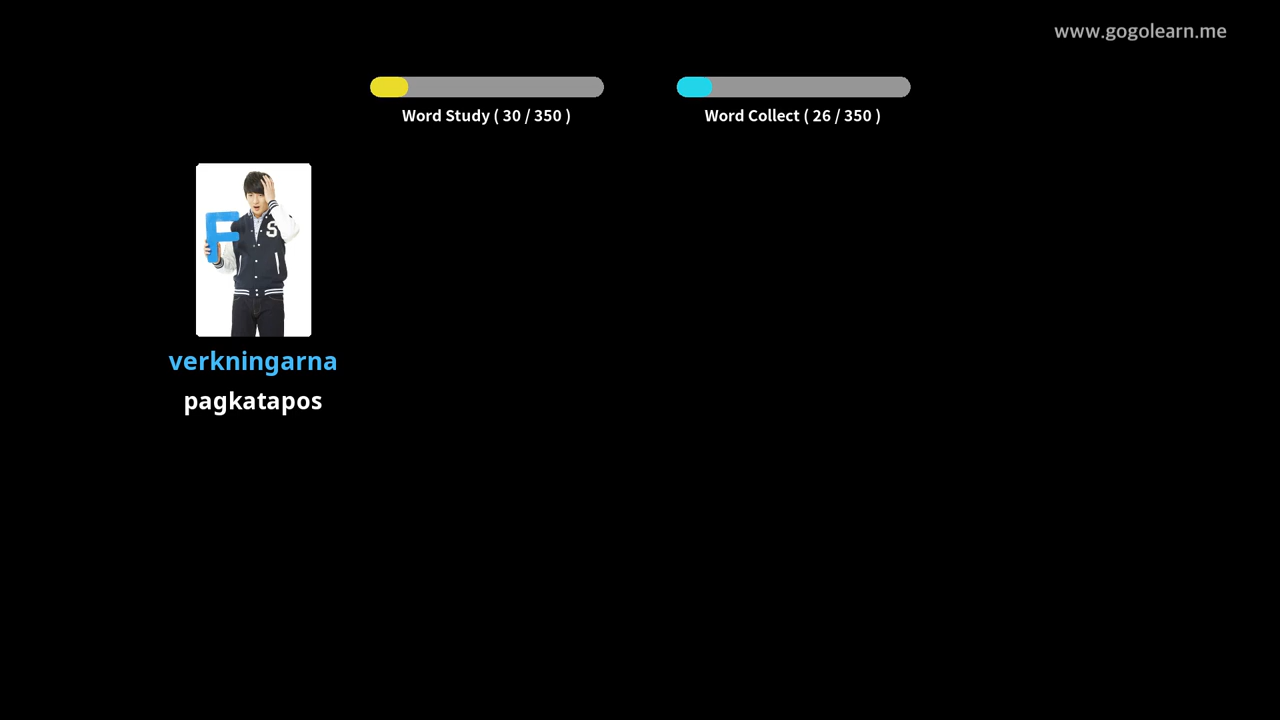 www.gogolearn.me
Word Study ( 30 / 350 )
Word Collect ( 26 / 350 )
F
S
verkningarna
pagkatapos